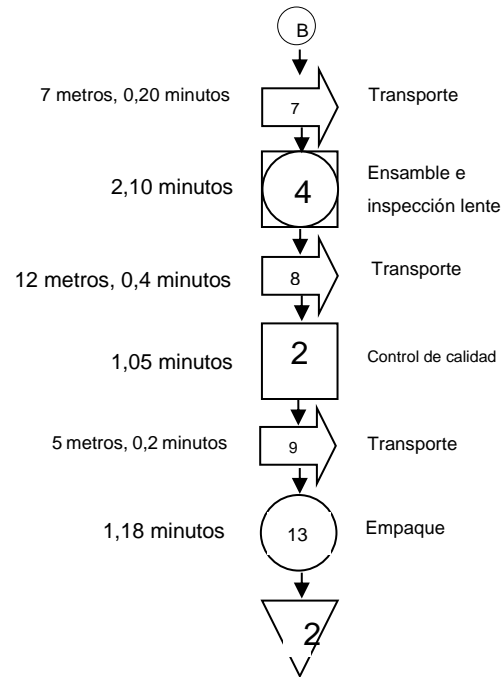 B
7 metros, 0,20 minutos
7
Transporte
2,10 minutos
4
Ensamble e
inspección lente
12 metros, 0,4 minutos
8
Transporte
1,05 minutos
2
Control de calidad
5 metros, 0,2 minutos
9
Transporte
1,18 minutos
13
Empaque
2